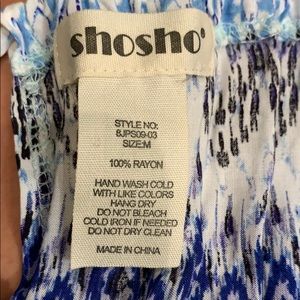 shosho'
STYLE NO:
8JPS09-03
SIZE:M
100% RAYON
HAND WASH COLD
WITH LIKE COLORS
HANG DRY
DO NOT BLEACH
COLD IRON IF NEEDED
DO NOT DRY CLEAN
MADE IN CHINA